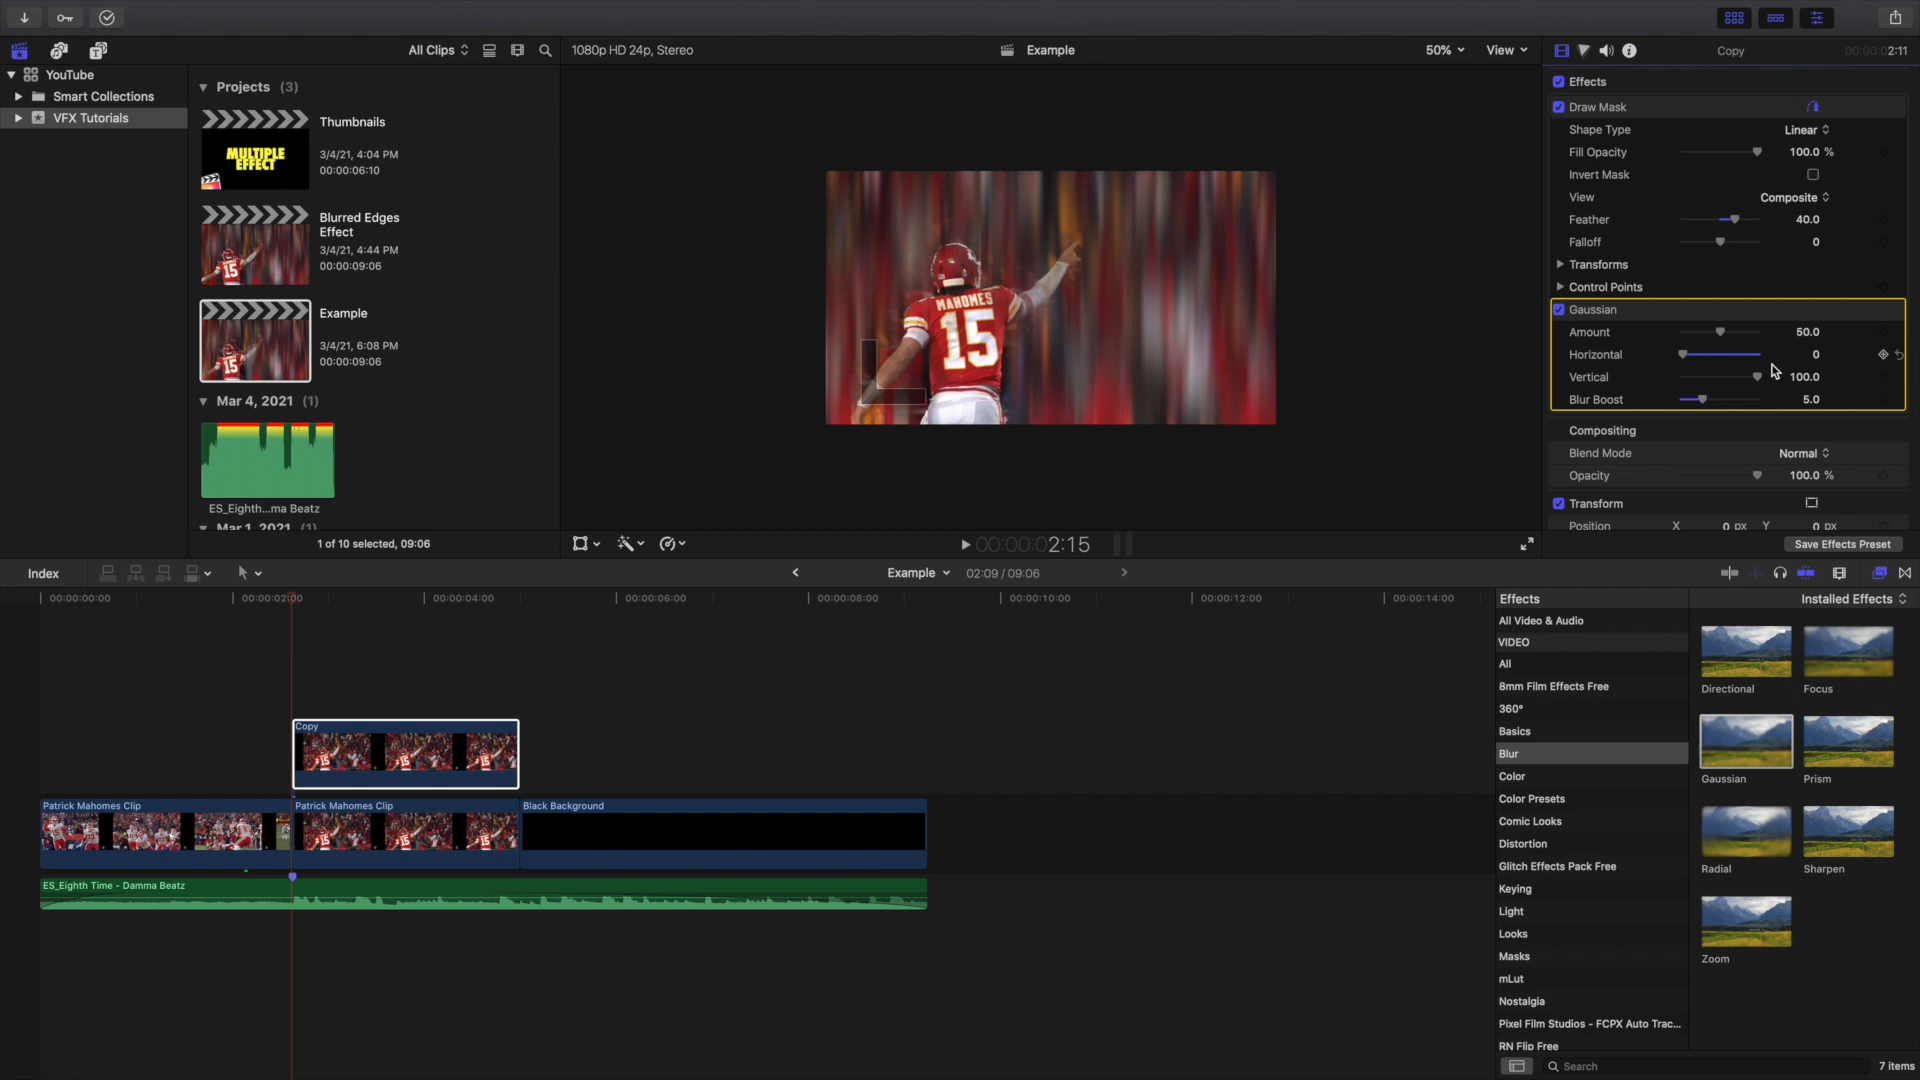 All Clips
1080p HD 24p, Stereo
Example
50%
View
Copy
00:00:02:11
YouTube
Smart Collections
VFX Tutorials
Projects (3)
Thumbnails
3/4/21, 4:04 PM
00:00:06:10
MULTIPLE
EFFECT
Blurred Edges
Effect
3/4/21, 4:44 PM
00:00:09:06
Example
3/4/21, 6:08 PM
00:00:09:06
Mar 4, 2021 (1)
ES_Eighth...ma Beatz
Mar 1, 2021 (1)
1 of 10 selected, 09:06
MAHOMES
15
00:00:02:15
Effects
Draw Mask
Shape Type Linear
Fill Opacity 100.0 %
Invert Mask
View Composite
Feather 40.0
Falloff 0
Transforms
Control Points
Gaussian
Amount 50.0
Horizontal 0
Vertical 100.0
Blur Boost 5.0
Compositing
Blend Mode Normal
Opacity 100.0 %
Transform
Position X 0 px Y 0 px
Save Effects Preset
Index
Example
02:09 / 09:06
00:00:00:00
00:00:02:00
00:00:04:00
00:00:06:00
00:00:08:00
00:00:10:00
00:00:12:00
00:00:14:00
Copy
Patrick Mahomes Clip
Patrick Mahomes Clip
Black Background
ES_Eighth Time - Damma Beatz
Effects
Installed Effects
All Video & Audio
VIDEO
All
8mm Film Effects Free
360°
Basics
Blur
Color
Color Presets
Comic Looks
Distortion
Glitch Effects Pack Free
Keying
Light
Looks
Masks
mLut
Nostalgia
Pixel Film Studios - FCPX Auto Trac...
RN Flip Free
Directional
Focus
Gaussian
Prism
Radial
Sharpen
Zoom
Search
7 items